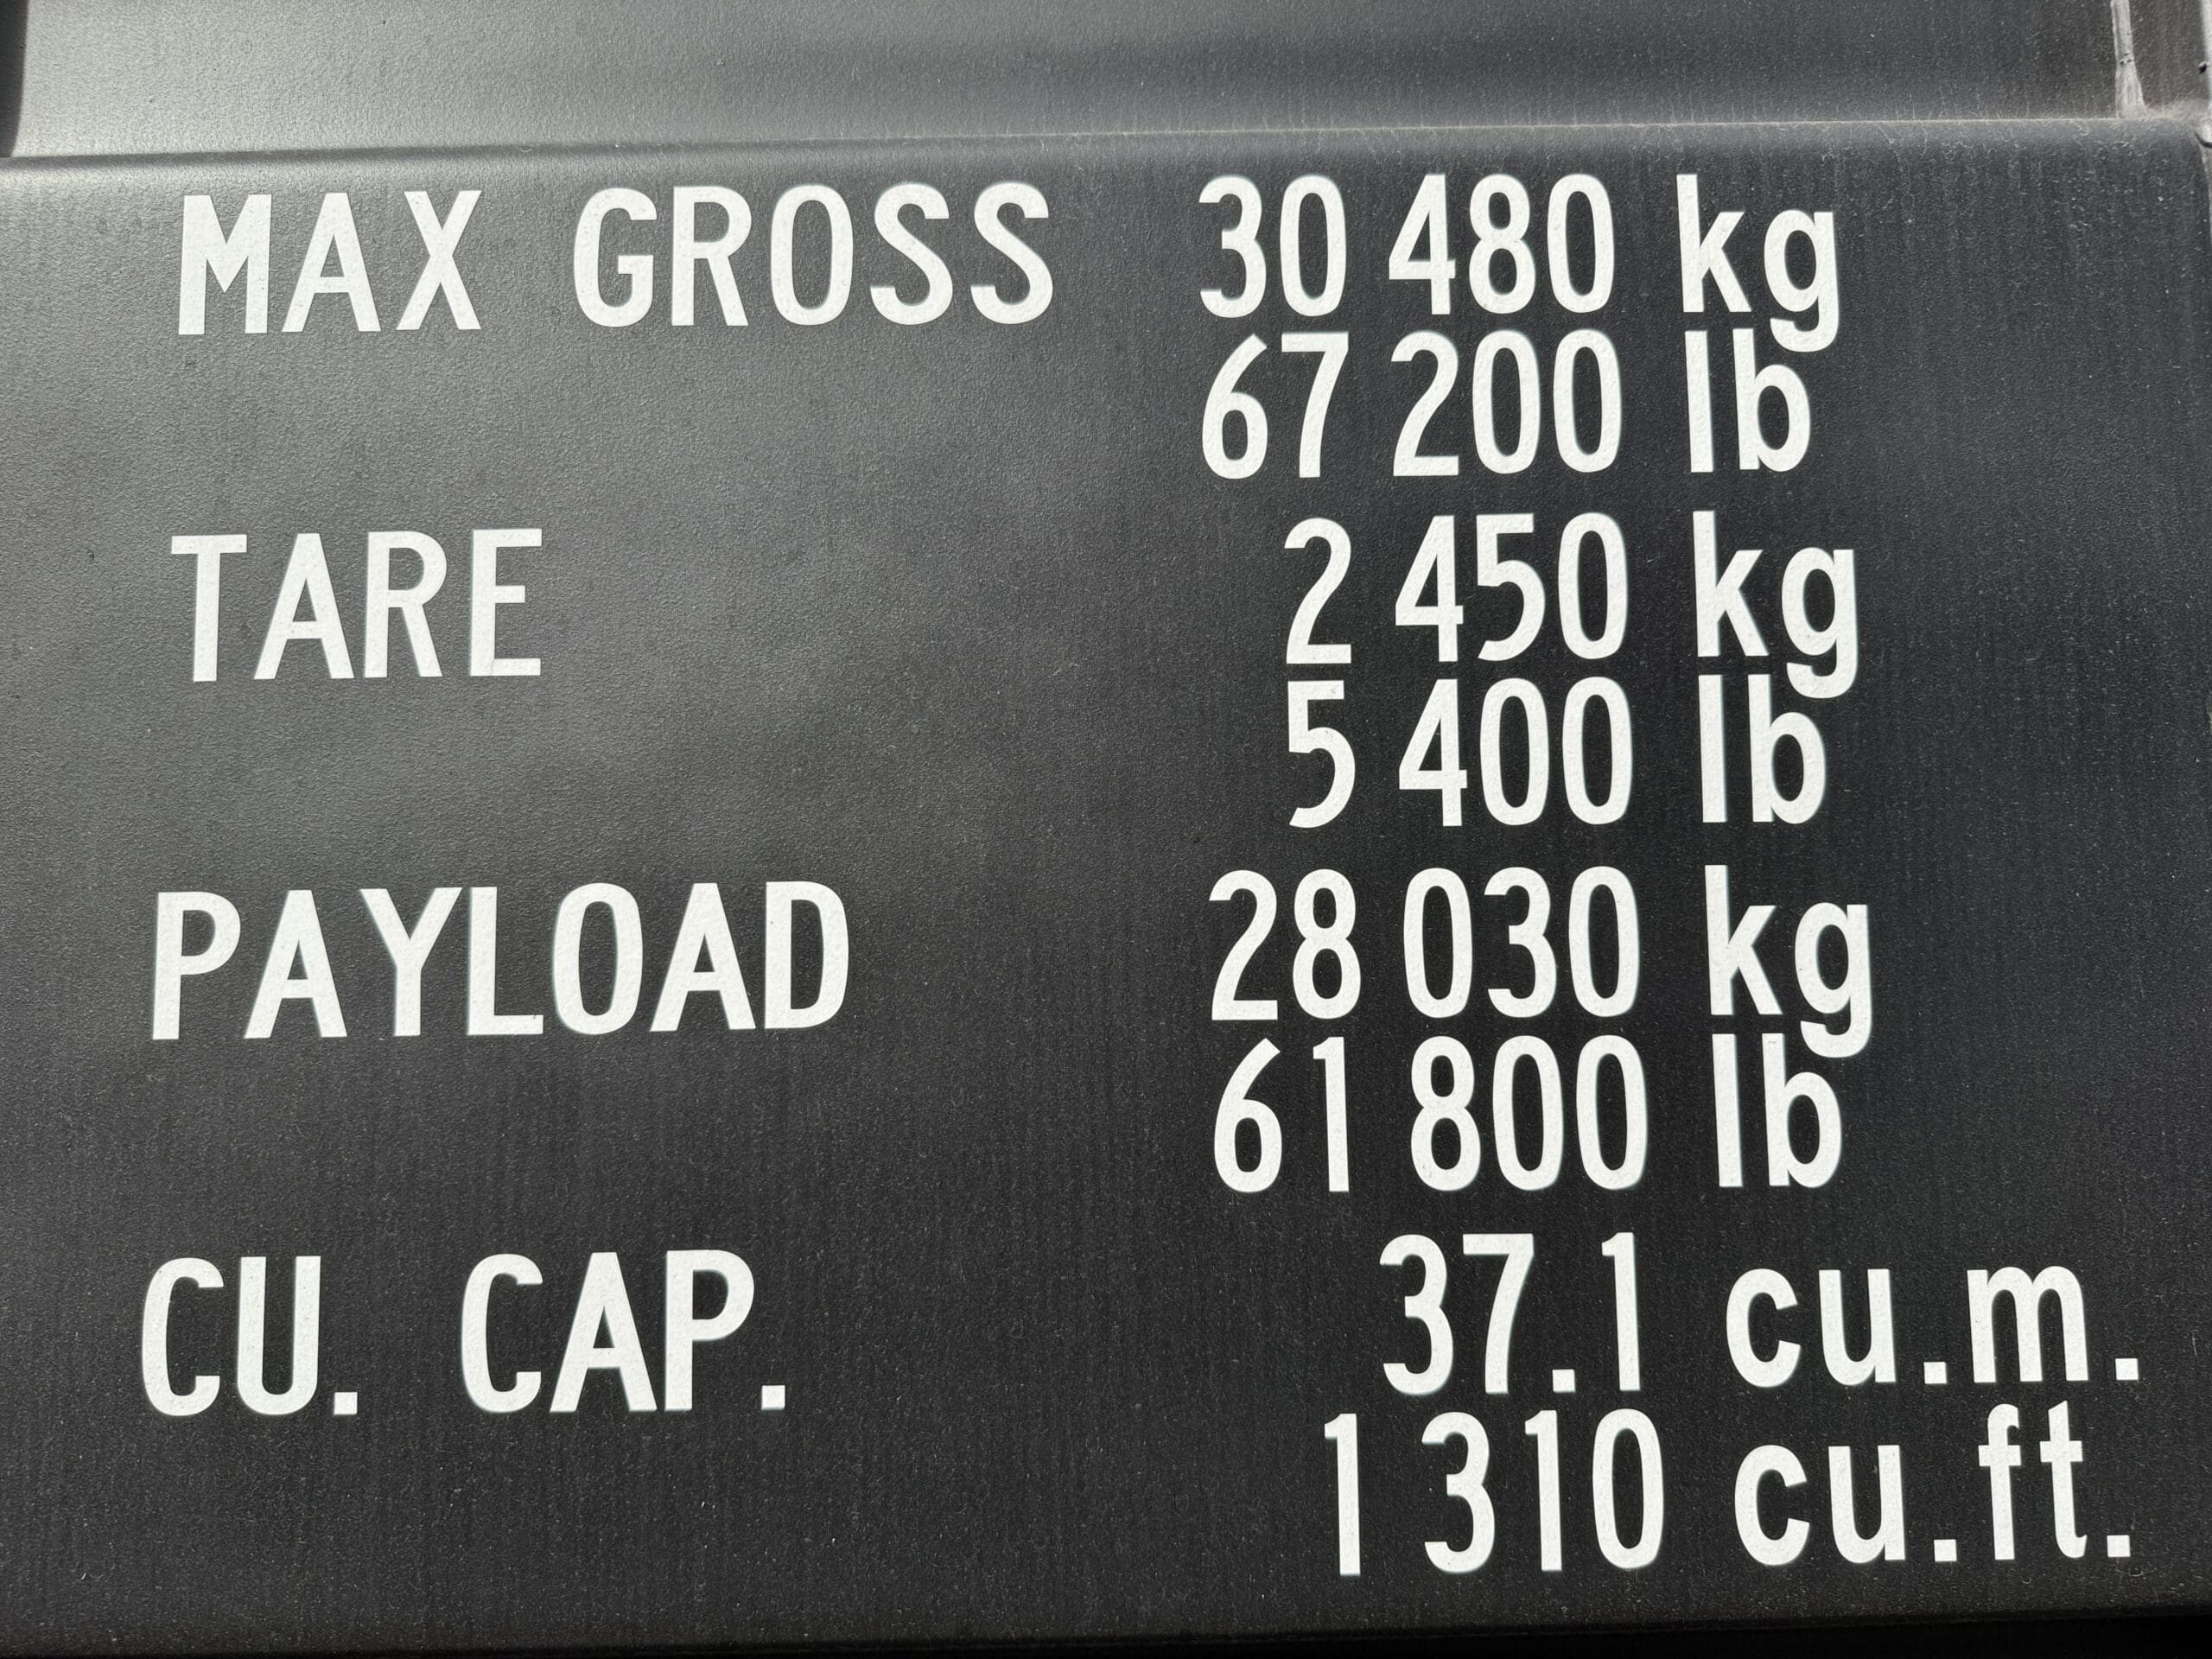 MAX GROSS 30 480 kg
67 200 lb
TARE 2 450 kg
5 400 lb
PAYLOAD 28 030 kg
61 800 lb
CU. CAP. 37.1 cu.m.
1 310 cu.ft.